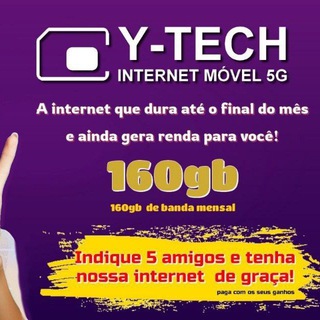 Y-TECH
INTERNET MÓVEL 5G
A internet que dura até o final do mês
e ainda gera renda para você!
160gb
160gb de banda mensal
Indique 5 amigos e tenha
nossa internet de graça!
paga com os seus ganhos